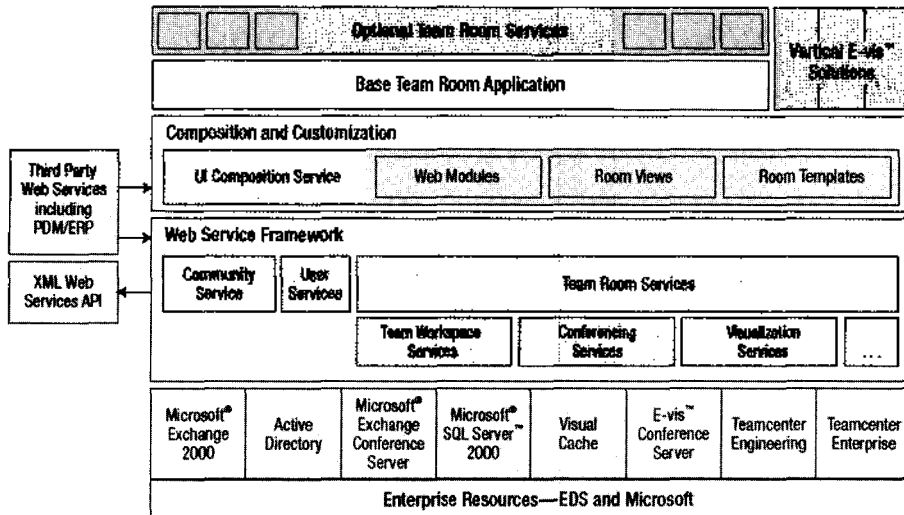 Optional Team Room Services
Vertical E-vis™
Solutions
Base Team Room Application
Composition and Customization
Third Party
Web Services
including
PDM/ERP
UI Composition Service
Web Modules
Room Views
Room Templates
Web Service Framework
XML Web
Services API
Community
Service
User
Services
Team Room Services
Team Workspace
Services
Conferencing
Services
Visualization
Services
...
Microsoft®
Exchange
2000
Active
Directory
Microsoft®
Exchange
Conference
Server
Microsoft®
SQL Server™
2000
Visual
Cache
E-vis™
Conference
Server
Teamcenter
Engineering
Teamcenter
Enterprise
Enterprise Resources—EDS and Microsoft